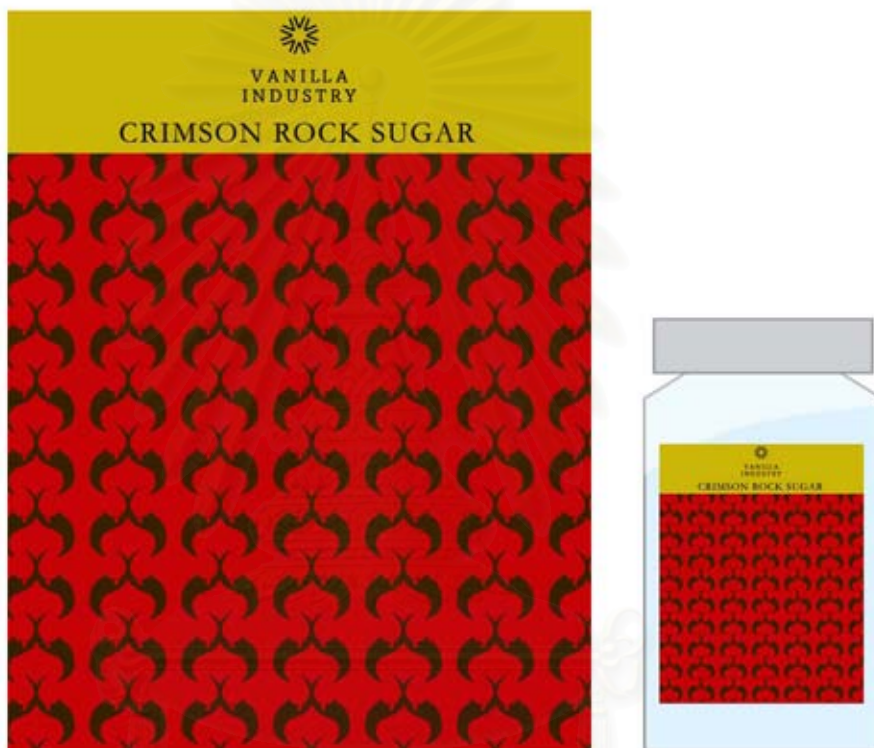 VANILLA
INDUSTRY
CRIMSON ROCK SUGAR
VANILLA
INDUSTRY
CRIMSON ROCK SUGAR